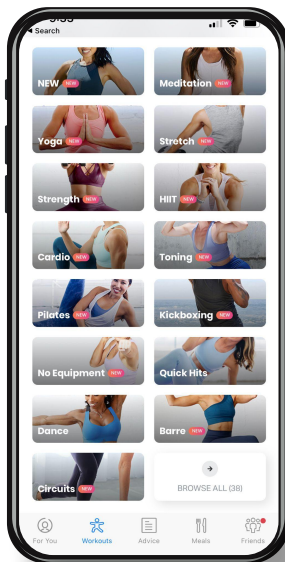 Search
NEW NEW
Meditation NEW
Yoga NEW
Stretch NEW
Strength NEW
HIIT NEW
Cardio NEW
Toning NEW
Pilates NEW
Kickboxing NEW
No Equipment NEW
Quick Hits
Dance
Barre NEW
Circuits NEW
BROWSE ALL (38)
For You
Workouts
Advice
Meals
Friends